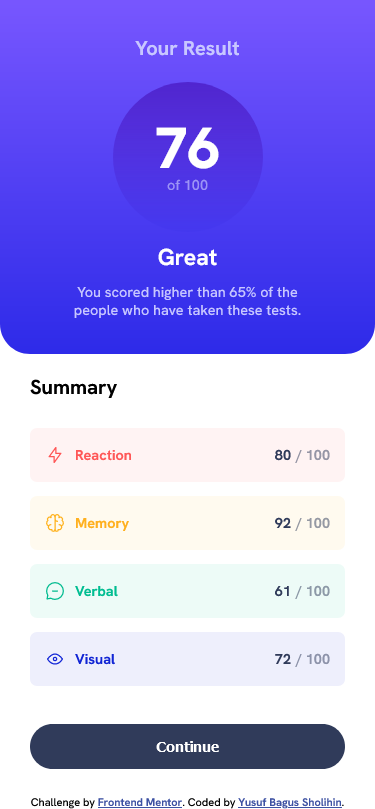 Your Result
76
of 100
Great
You scored higher than 65% of the
people who have taken these tests.
Summary
Reaction 80 / 100
Memory 92 / 100
Verbal 61 / 100
Visual 72 / 100
Continue
Challenge by Frontend Mentor. Coded by Yusuf Bagus Sholihin.